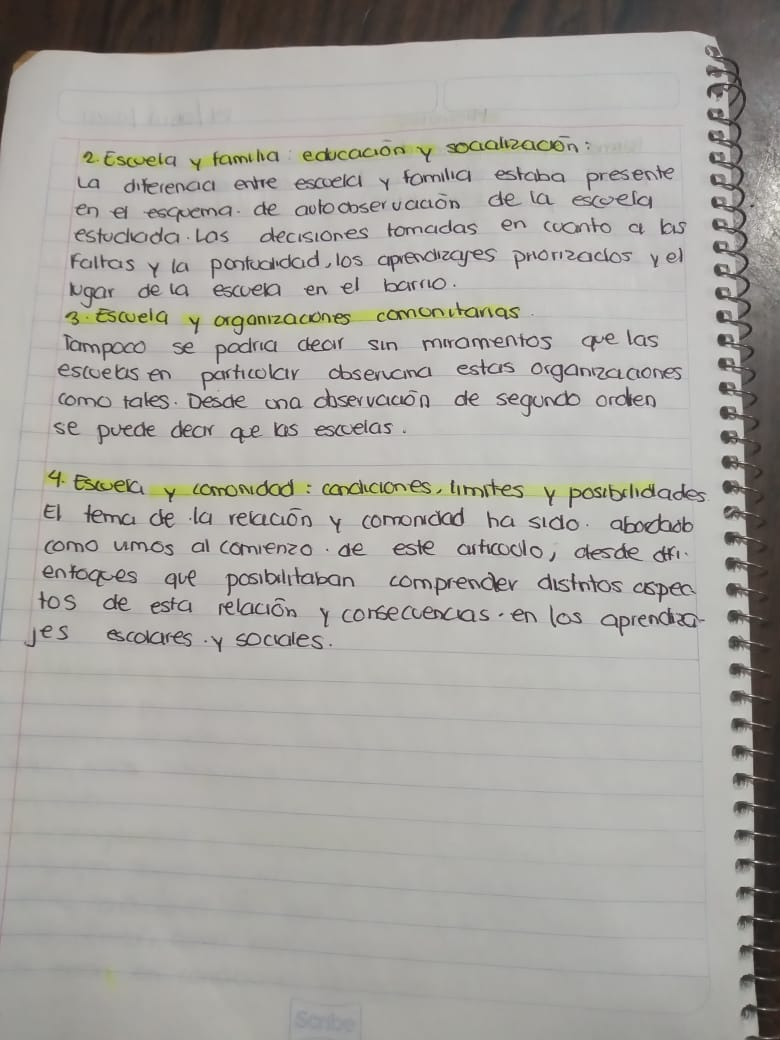 2. Escuela y familia: educación y socialización:
La diferencia entre escuela y familia estaba presente
en el esquema. de autoobservación de la escuela
estudiada. Las decisiones tomadas en cuanto a las
Faltas y la puntualidad, los aprendizajes priorizados y el
lugar de la escuela en el barrio.
3. Escuela y organizaciones comunitarias.
Tampoco se podría decir sin miramentos que las
escuelas en particular observaría estas organizaciones
como tales. Desde una observación de segundo orden
se puede decir que las escuelas.
4. Escuela y comunidad: condiciones, límites y posibilidades
El tema de la relación y comunidad ha sido. abordado
como vimos al comienzo. de este articuolo, desde
enfoques que posibilitaban comprender distintos aspec
tos de esta relación y consecuencias. en los aprendiza-
jes escolares. y sociales.
Scribe